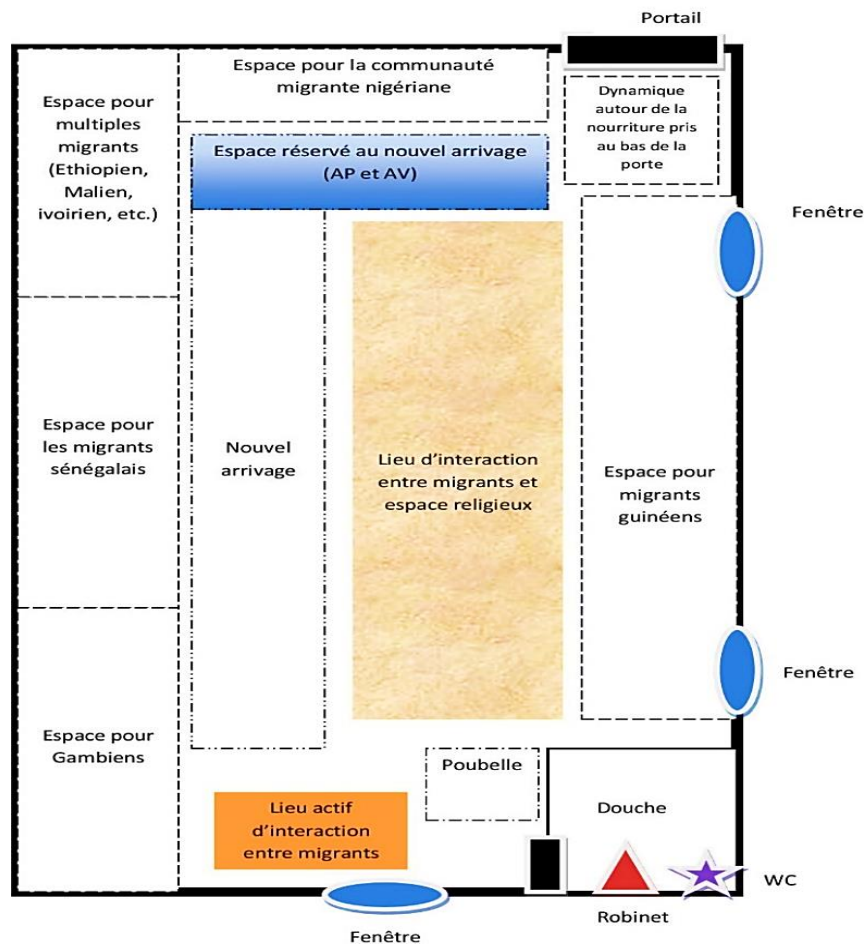 Portail
Espace pour la communauté
migrante nigériane
Espace pour
multiples
migrants
(Ethiopien,
Malien,
ivoirien, etc.)
Dynamique
autour de la
nourriture pris
au bas de la
porte
Espace réservé au nouvel arrivage
(AP et AV)
Fenêtre
Espace pour
les migrants
sénégalais
Nouvel
arrivage
Lieu d’interaction
entre migrants et
espace religieux
Espace pour
migrants
guinéens
Fenêtre
Espace pour
Gambiens
Poubelle
Douche
Lieu actif
d’interaction
entre migrants
WC
Robinet
Fenêtre